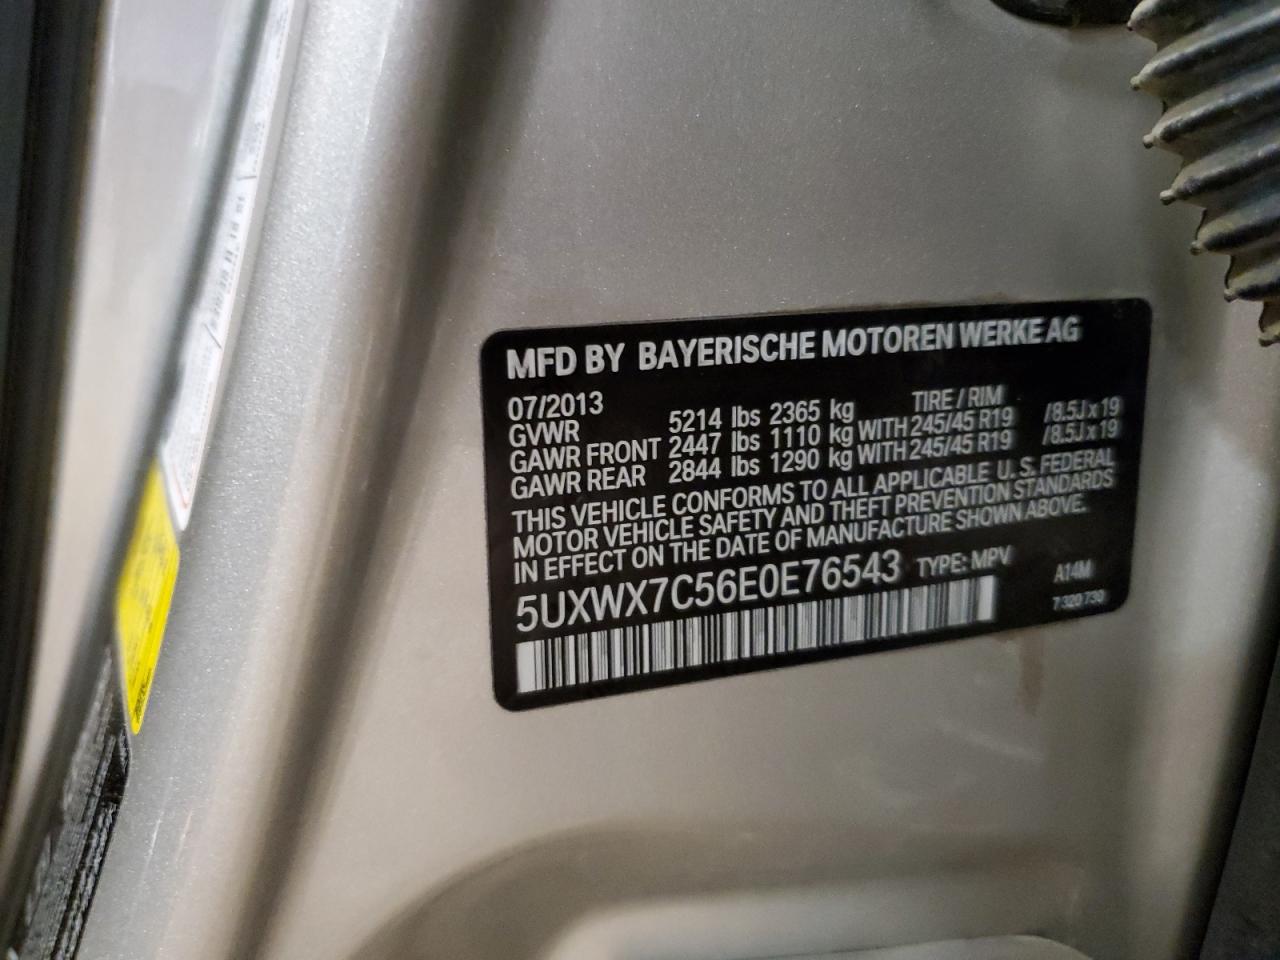 MFD BY BAYERISCHE MOTOREN WERKE AG
07/2013 TIRE / RIM
GVWR 5214 lbs 2365 kg
GAWR FRONT 2447 lbs 1110 kg WITH 245/45 R19 /8.5J x 19
GAWR REAR 2844 lbs 1290 kg WITH 245/45 R19 /8.5J x 19
THIS VEHICLE CONFORMS TO ALL APPLICABLE U.S. FEDERAL
MOTOR VEHICLE SAFETY AND THEFT PREVENTION STANDARDS
IN EFFECT ON THE DATE OF MANUFACTURE SHOWN ABOVE.
5UXWX7C56E0E76543 TYPE: MPV
A14M
7 320 730